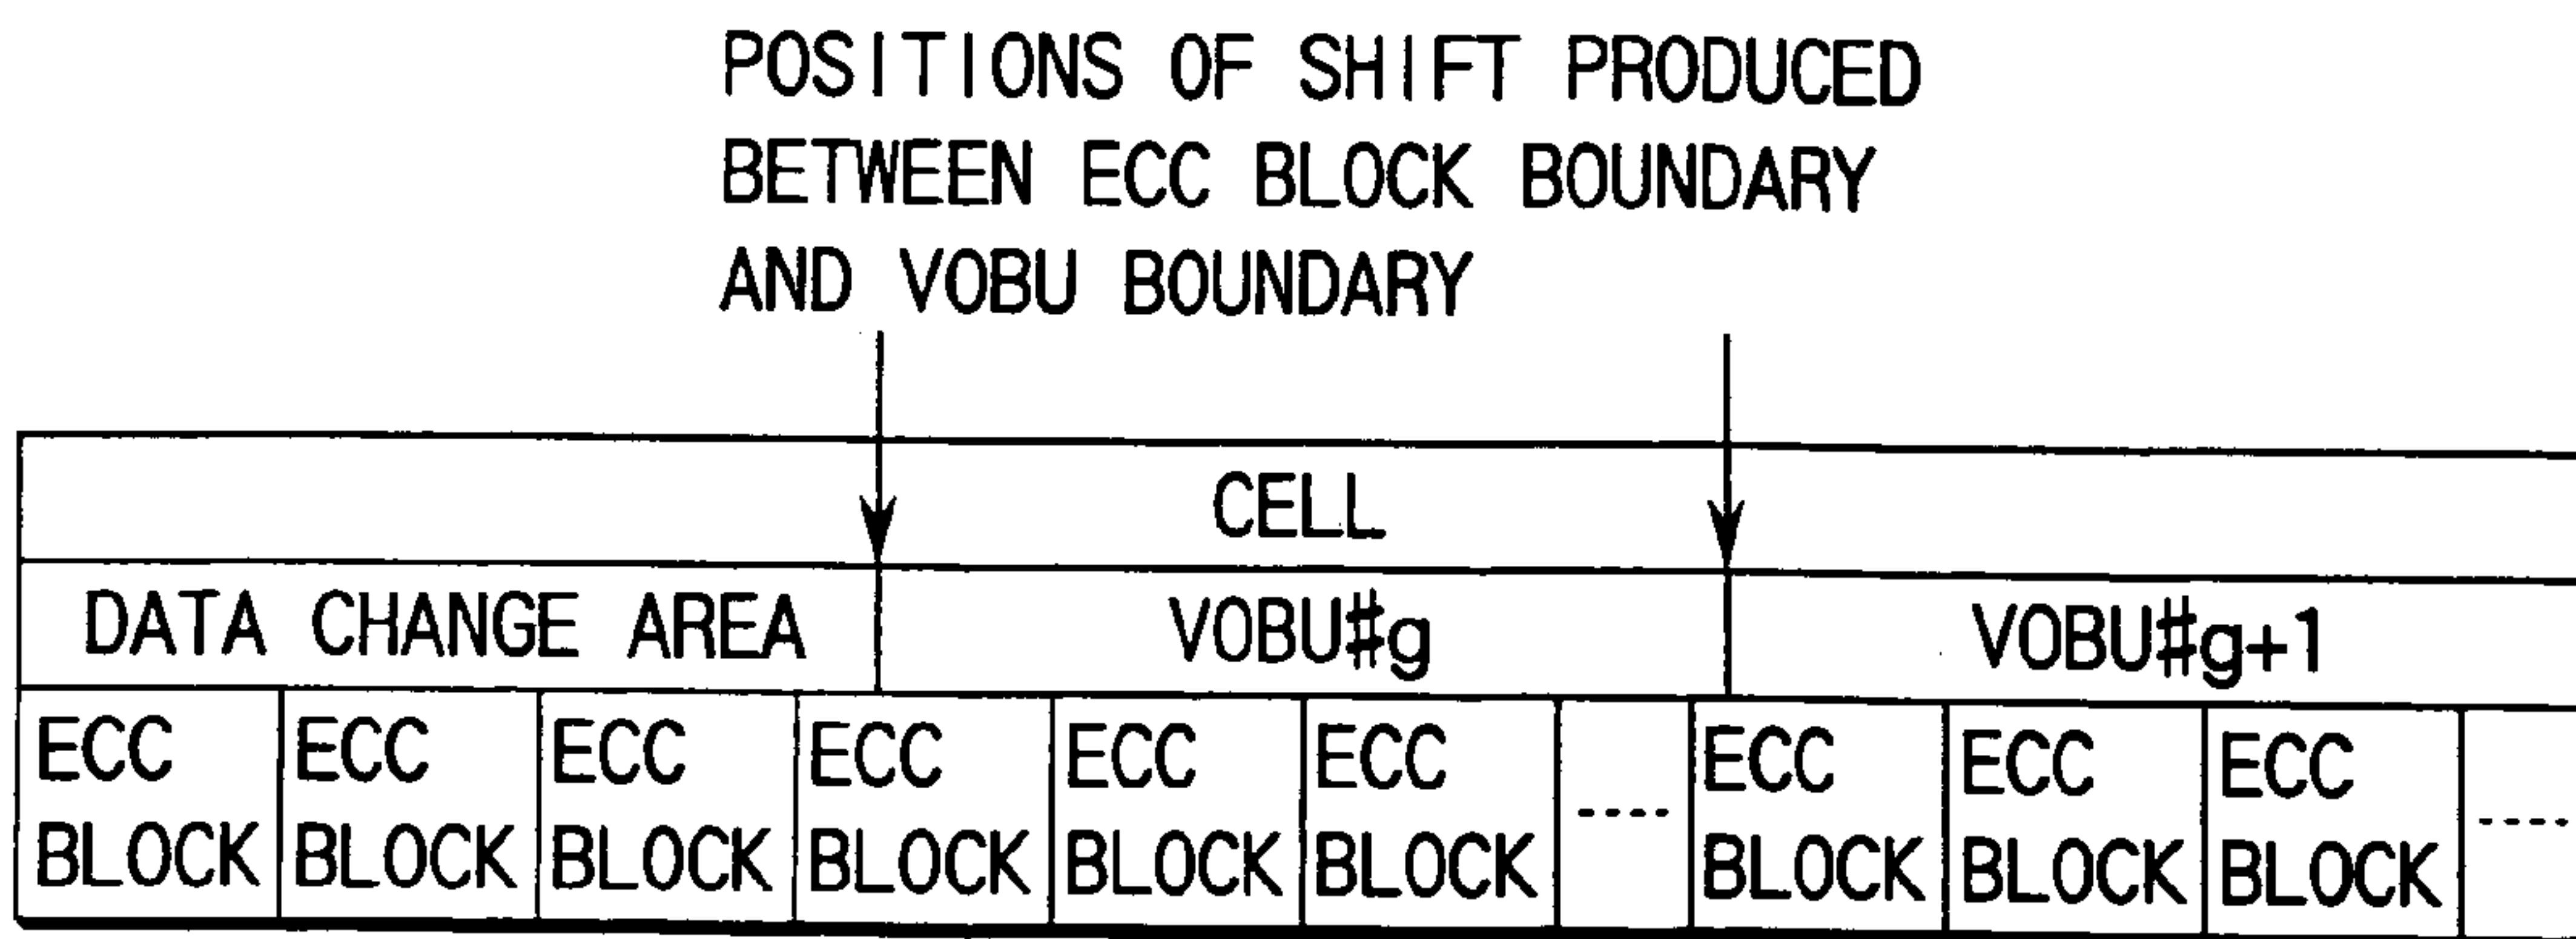 POSITIONS OF SHIFT PRODUCED
BETWEEN ECC BLOCK BOUNDARY
AND VOBU BOUNDARY
CELL
DATA CHANGE AREA VOBU#g VOBU#g+1
ECC ECC ECC ECC ECC ECC ---- ECC ECC ECC ----
BLOCK BLOCK BLOCK BLOCK BLOCK BLOCK BLOCK BLOCK BLOCK